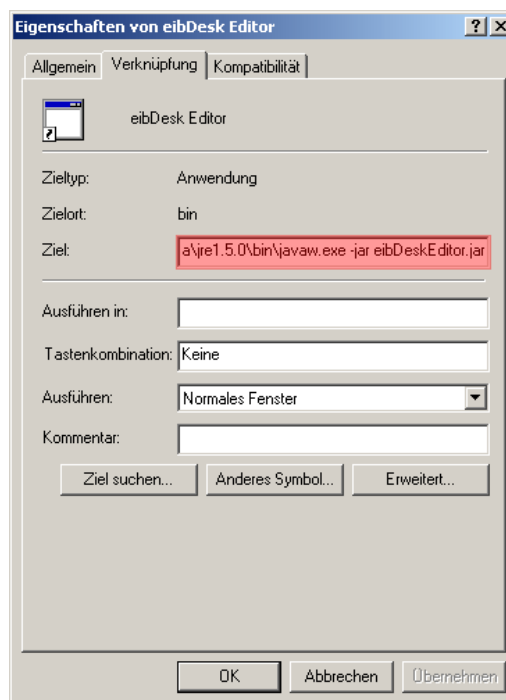 Eigenschaften von eibDesk Editor
Allgemein Verknüpfung Kompatibilität
eibDesk Editor
Zieltyp: Anwendung
Zielort: bin
Ziel: a\jre1.5.0\bin\javaw.exe -jar eibDeskEditor.jar
Ausführen in:
Tastenkombination: Keine
Ausführen: Normales Fenster
Kommentar:
Ziel suchen... Anderes Symbol... Erweitert...
OK Abbrechen Übernehmen